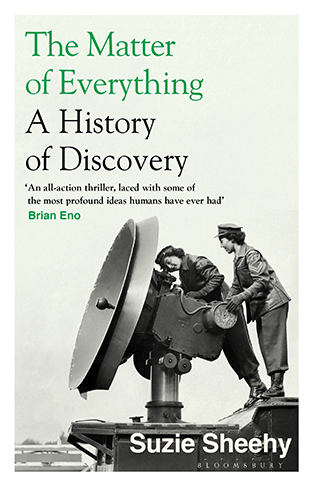 The Matter
of Everything
A History
of Discovery
‘An all-action thriller, laced with some of
the most profound ideas humans have ever had’
Brian Eno
Suzie Sheehy
BLOOMSBURY